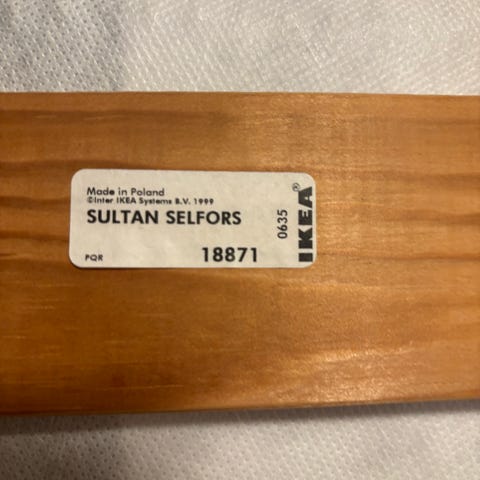 Made in Poland
©Inter IKEA Systems B.V. 1999
SULTAN SELFORS
PQR
18871
0635
IKEA®